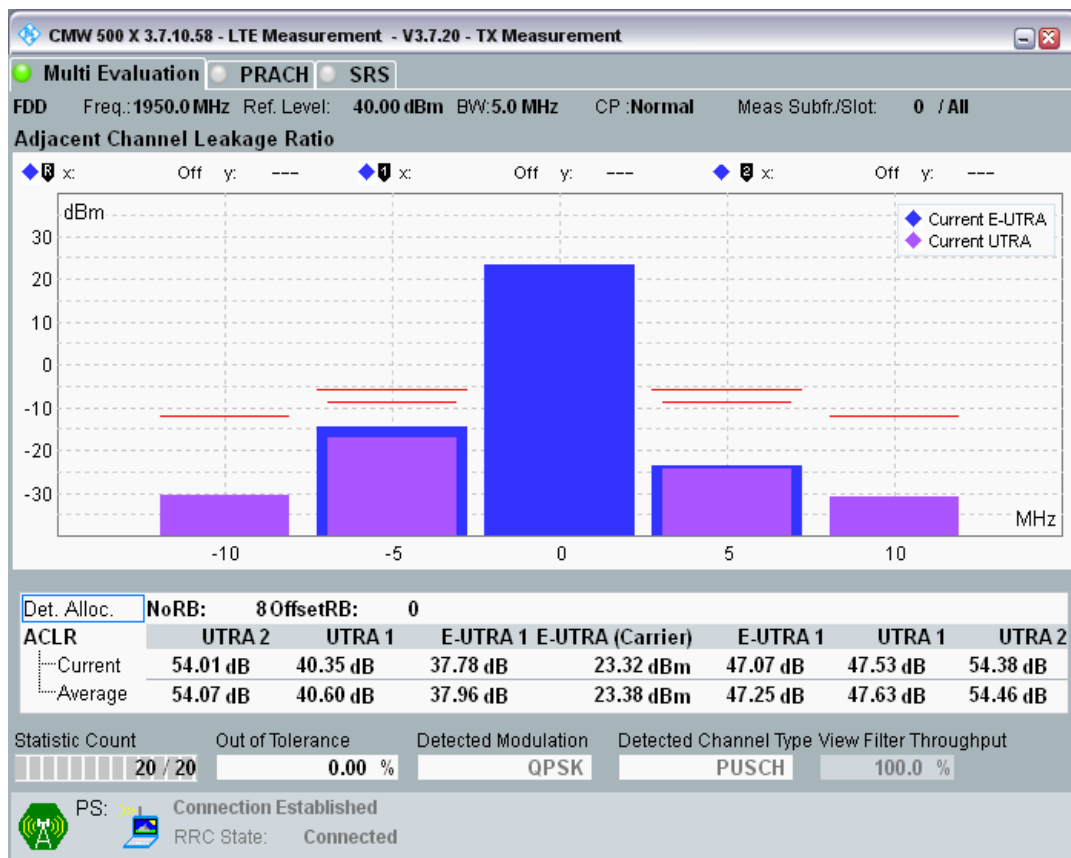 CMW 500 X 3.7.10.58 - LTE Measurement - V3.7.20 - TX Measurement
Multi Evaluation PRACH SRS
FDD Freq.: 1950.0 MHz Ref. Level: 40.00 dBm BW: 5.0 MHz CP : Normal Meas Subfr./Slot: 0 / All
Adjacent Channel Leakage Ratio
R x: Off y: --- 1 x: Off y: --- 2 x: Off y: ---
dBm
Current E-UTRA
Current UTRA
30
20
10
0
-10
-20
-30
MHz
-10 -5 0 5 10
Det. Alloc. NoRB: 8 OffsetRB: 0
ACLR UTRA 2 UTRA 1 E-UTRA 1 E-UTRA (Carrier) E-UTRA 1 UTRA 1 UTRA 2
Current 54.01 dB 40.35 dB 37.78 dB 23.32 dBm 47.07 dB 47.53 dB 54.38 dB
Average 54.07 dB 40.60 dB 37.96 dB 23.38 dBm 47.25 dB 47.63 dB 54.46 dB
Statistic Count Out of Tolerance Detected Modulation Detected Channel Type View Filter Throughput
20 / 20 0.00 % QPSK PUSCH 100.0 %
PS: Connection Established
RRC State: Connected